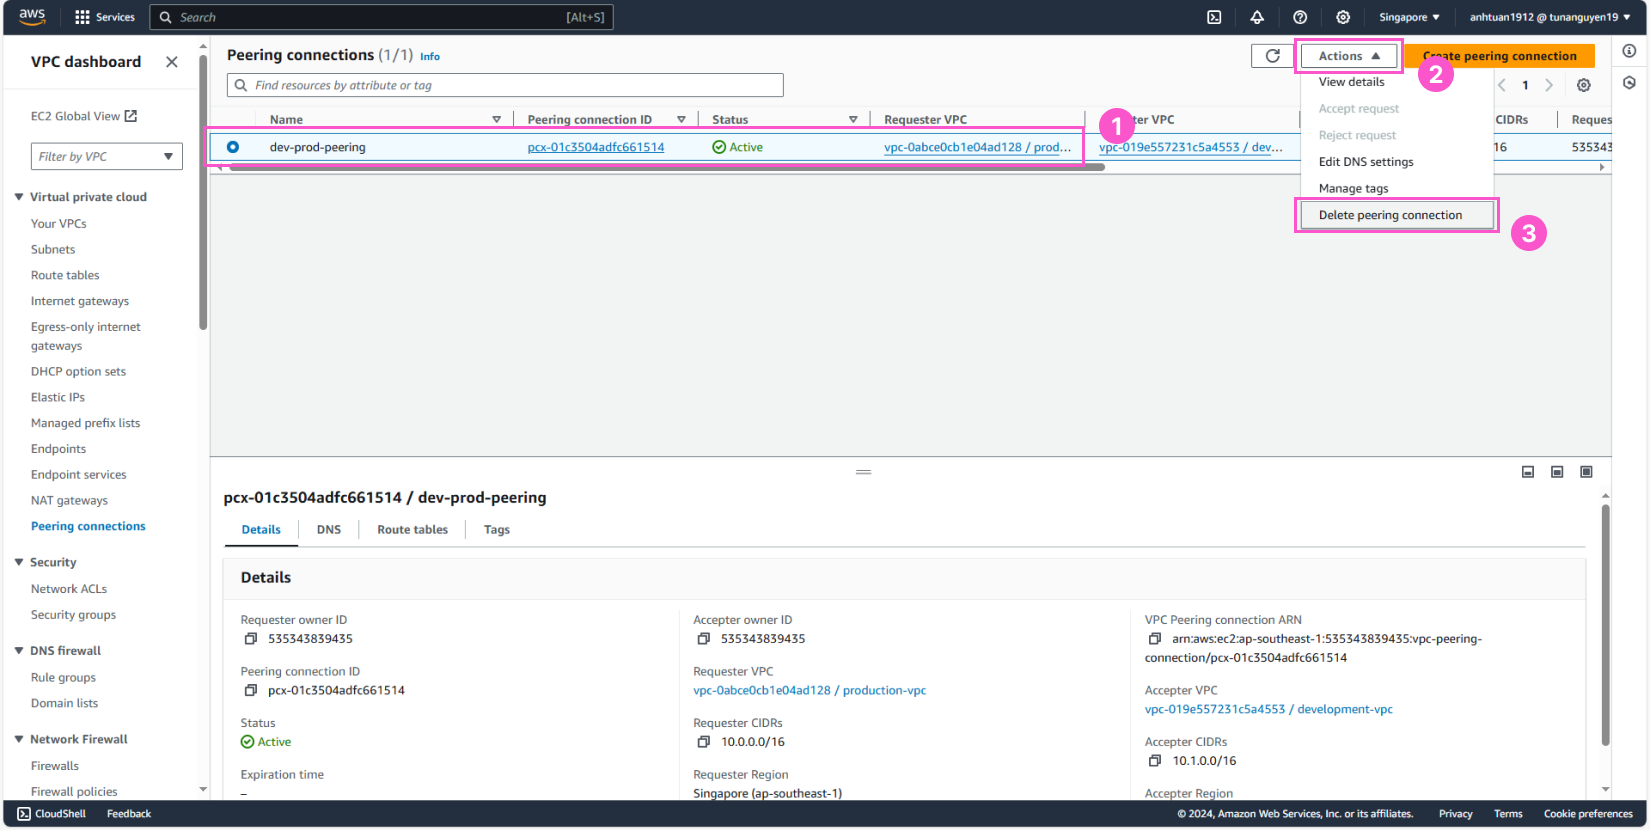 aws
Services
Search
[Alt+S]
Singapore
anhtuan1912 @ tunanguyen19
VPC dashboard
EC2 Global View
Filter by VPC
Virtual private cloud
Your VPCs
Subnets
Route tables
Internet gateways
Egress-only internet
gateways
DHCP option sets
Elastic IPs
Managed prefix lists
Endpoints
Endpoint services
NAT gateways
Peering connections
Security
Network ACLs
Security groups
DNS firewall
Rule groups
Domain lists
Network Firewall
Firewalls
Firewall policies
Peering connections (1/1) Info
Actions
Create peering connection
2
Find resources by attribute or tag
1
View details
Accept request
Reject request
Edit DNS settings
Manage tags
Delete peering connection
3
Name
Peering connection ID
Status
Requester VPC
1
ter VPC
CIDRs
Reques
dev-prod-peering
pcx-01c3504adfc661514
Active
vpc-0abce0cb1e04ad128 / prod...
vpc-019e557231c5a4553 / dev...
16
535343
pcx-01c3504adfc661514 / dev-prod-peering
Details
DNS
Route tables
Tags
Details
Requester owner ID
535343839435
Peering connection ID
pcx-01c3504adfc661514
Status
Active
Expiration time
–
Accepter owner ID
535343839435
Requester VPC
vpc-0abce0cb1e04ad128 / production-vpc
Requester CIDRs
10.0.0.0/16
Requester Region
Singapore (ap-southeast-1)
VPC Peering connection ARN
arn:aws:ec2:ap-southeast-1:535343839435:vpc-peering-
connection/pcx-01c3504adfc661514
Accepter VPC
vpc-019e557231c5a4553 / development-vpc
Accepter CIDRs
10.1.0.0/16
Accepter Region
CloudShell
Feedback
© 2024, Amazon Web Services, Inc. or its affiliates.
Privacy
Terms
Cookie preferences